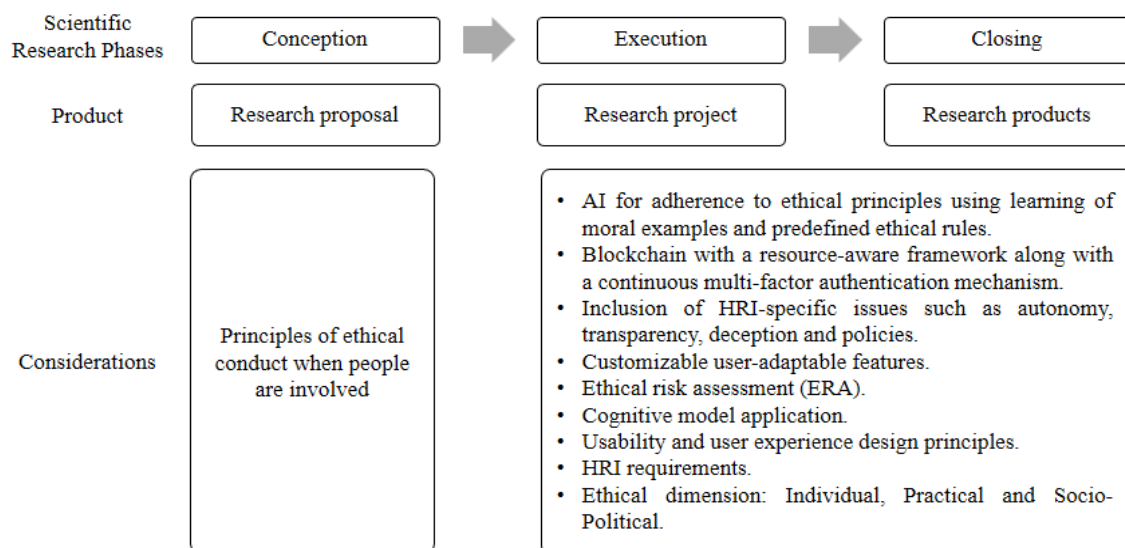 Scientific
Research Phases
Conception
Execution
Closing
Product
Research proposal
Research project
Research products
Considerations
Principles of ethical
conduct when people
are involved
• AI for adherence to ethical principles using learning of
moral examples and predefined ethical rules.
• Blockchain with a resource-aware framework along with
a continuous multi-factor authentication mechanism.
• Inclusion of HRI-specific issues such as autonomy,
transparency, deception and policies.
• Customizable user-adaptable features.
• Ethical risk assessment (ERA).
• Cognitive model application.
• Usability and user experience design principles.
• HRI requirements.
• Ethical dimension: Individual, Practical and Socio-
Political.